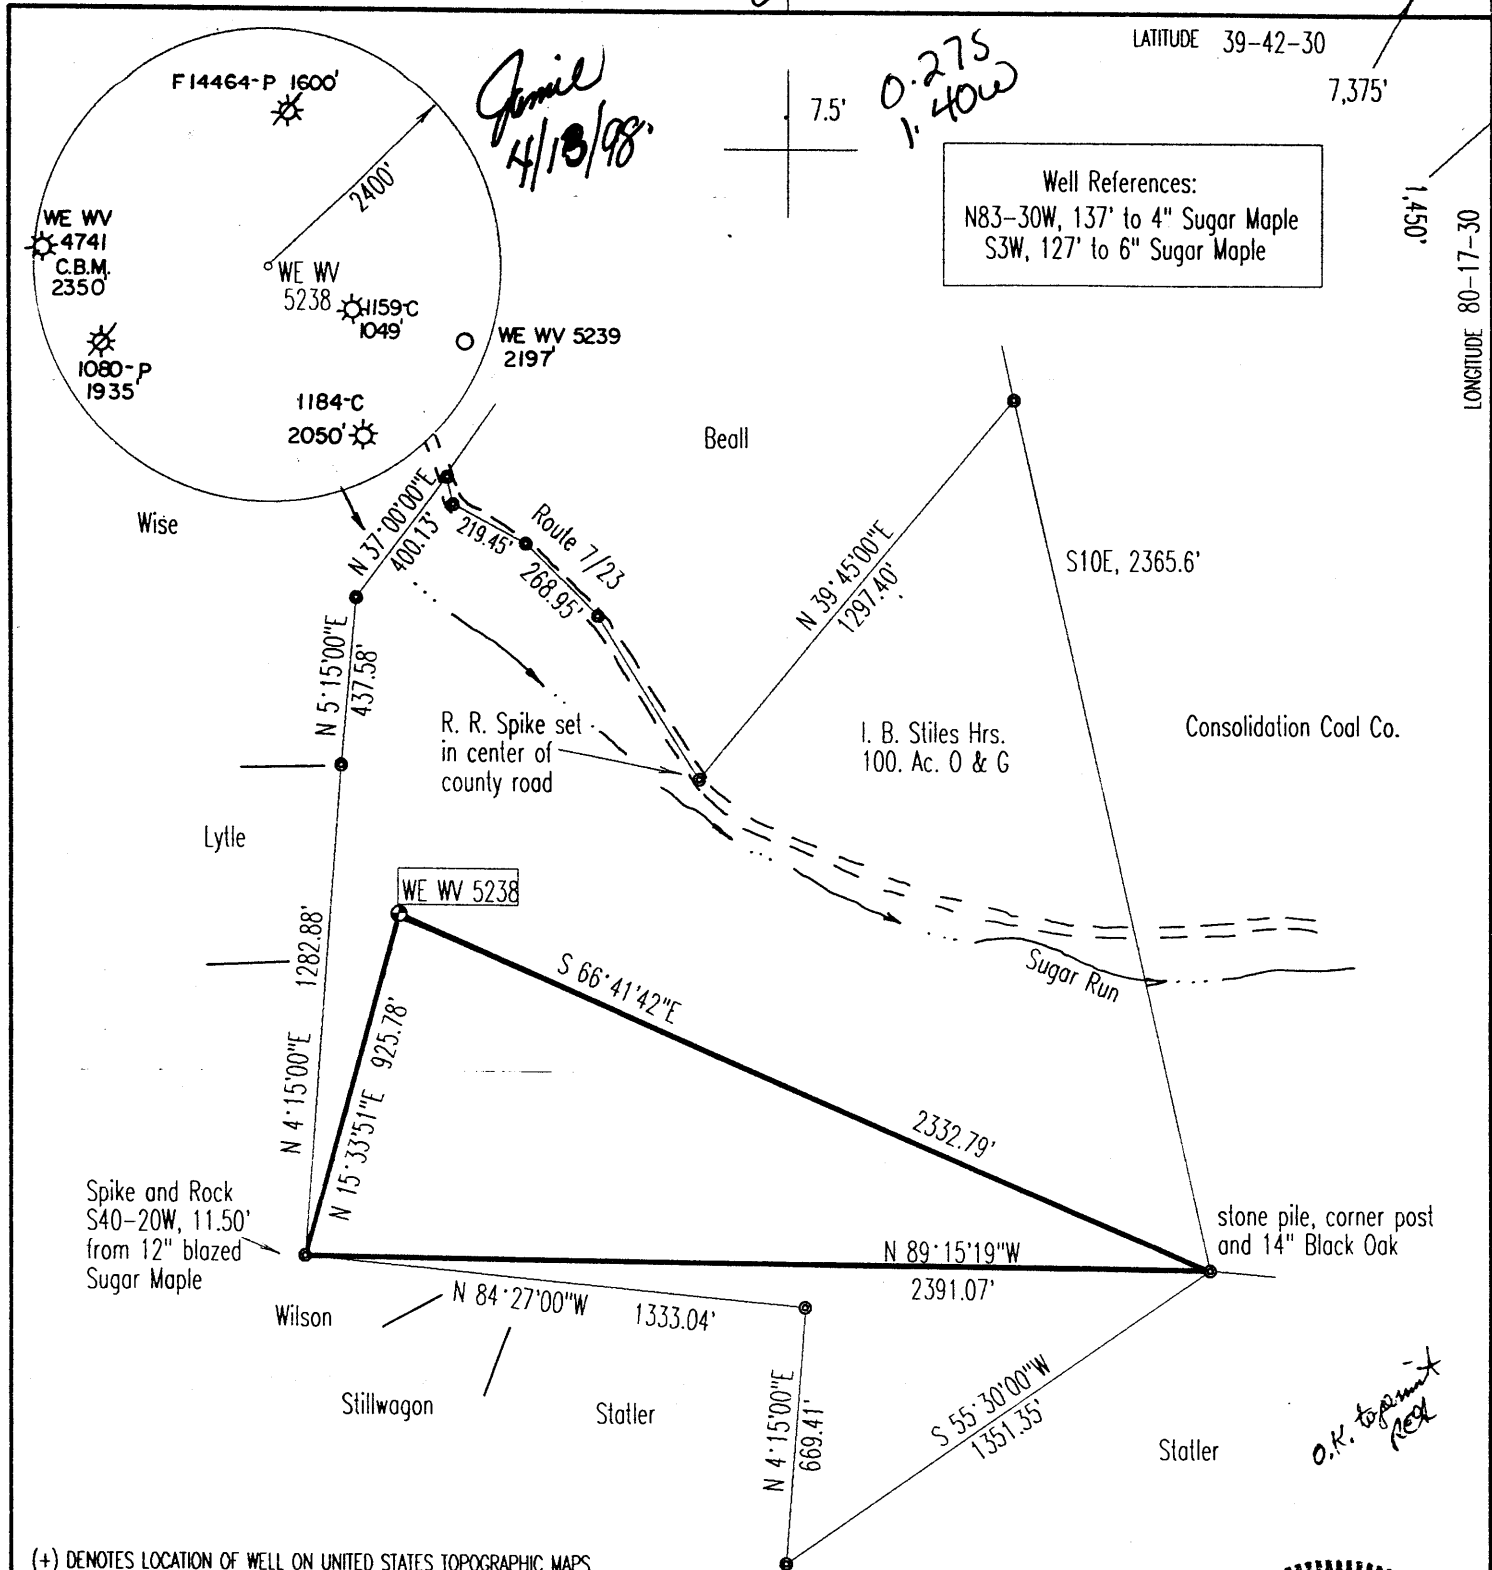 LATITUDE 39-42-30
7,375'
F14464-P 1600'
Jamie
4/13/98
7.5'
0.27S
1.40W
2400'
Well References:
N83-30W, 137' to 4" Sugar Maple
S3W, 127' to 6" Sugar Maple
1,450'
LONGITUDE 80-17-30
WE WV
4741
C.B.M.
2350'
WE WV
5238
1159-C
1049'
WE WV 5239
2197'
1080-P
1935'
1184-C
2050'
Beall
Wise
N 37°00'00"E
400.13'
219.45'
Route 7/23
268.95'
N 39°45'00"E
1297.40'
S10E, 2365.6'
N 5°15'00"E
437.58'
R. R. Spike set
in center of
county road
I. B. Stiles Hrs.
100. Ac. O & G
Consolidation Coal Co.
Lytle
WE WV 5238
1282.88'
N 4°15'00"E
S 66°41'42"E
2332.79'
Sugar Run
N 15°33'51"E 925.78'
Spike and Rock
S40-20W, 11.50'
from 12" blazed
Sugar Maple
stone pile, corner post
and 14" Black Oak
N 89°15'19"W
2391.07'
N 84°27'00"W 1333.04'
Wilson
Stillwagon
Statler
N 4°15'00"E
669.41'
S 55°30'00"W
1351.35'
Statler
O.K. to permit
(+) DENOTES LOCATION OF WELL ON UNITED STATES TOPOGRAPHIC MAPS